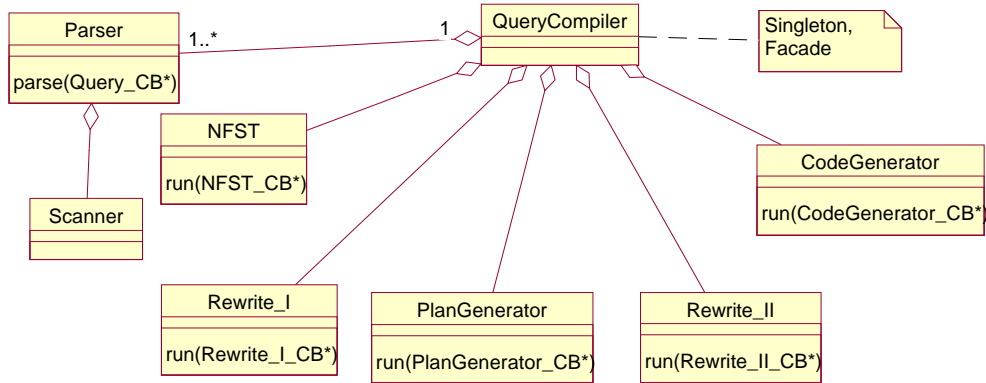 Parser
parse(Query_CB*)
1..*
1
QueryCompiler
Singleton,
Facade
NFST
run(NFST_CB*)
CodeGenerator
run(CodeGenerator_CB*)
Scanner
Rewrite_I
run(Rewrite_I_CB*)
PlanGenerator
run(PlanGenerator_CB*)
Rewrite_II
run(Rewrite_II_CB*)